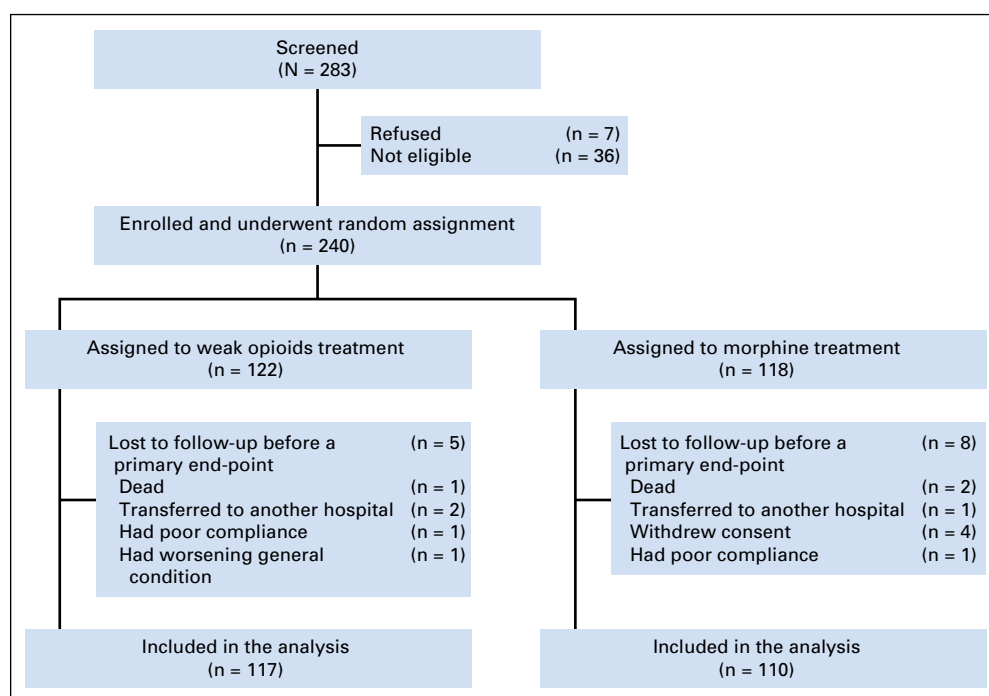 Screened
(N = 283)
Refused (n = 7)
Not eligible (n = 36)
Enrolled and underwent random assignment
(n = 240)
Assigned to weak opioids treatment
(n = 122)
Assigned to morphine treatment
(n = 118)
Lost to follow-up before a (n = 5)
primary end-point
Dead (n = 1)
Transferred to another hospital (n = 2)
Had poor compliance (n = 1)
Had worsening general (n = 1)
condition
Lost to follow-up before a (n = 8)
primary end-point
Dead (n = 2)
Transferred to another hospital (n = 1)
Withdrew consent (n = 4)
Had poor compliance (n = 1)
Included in the analysis
(n = 117)
Included in the analysis
(n = 110)